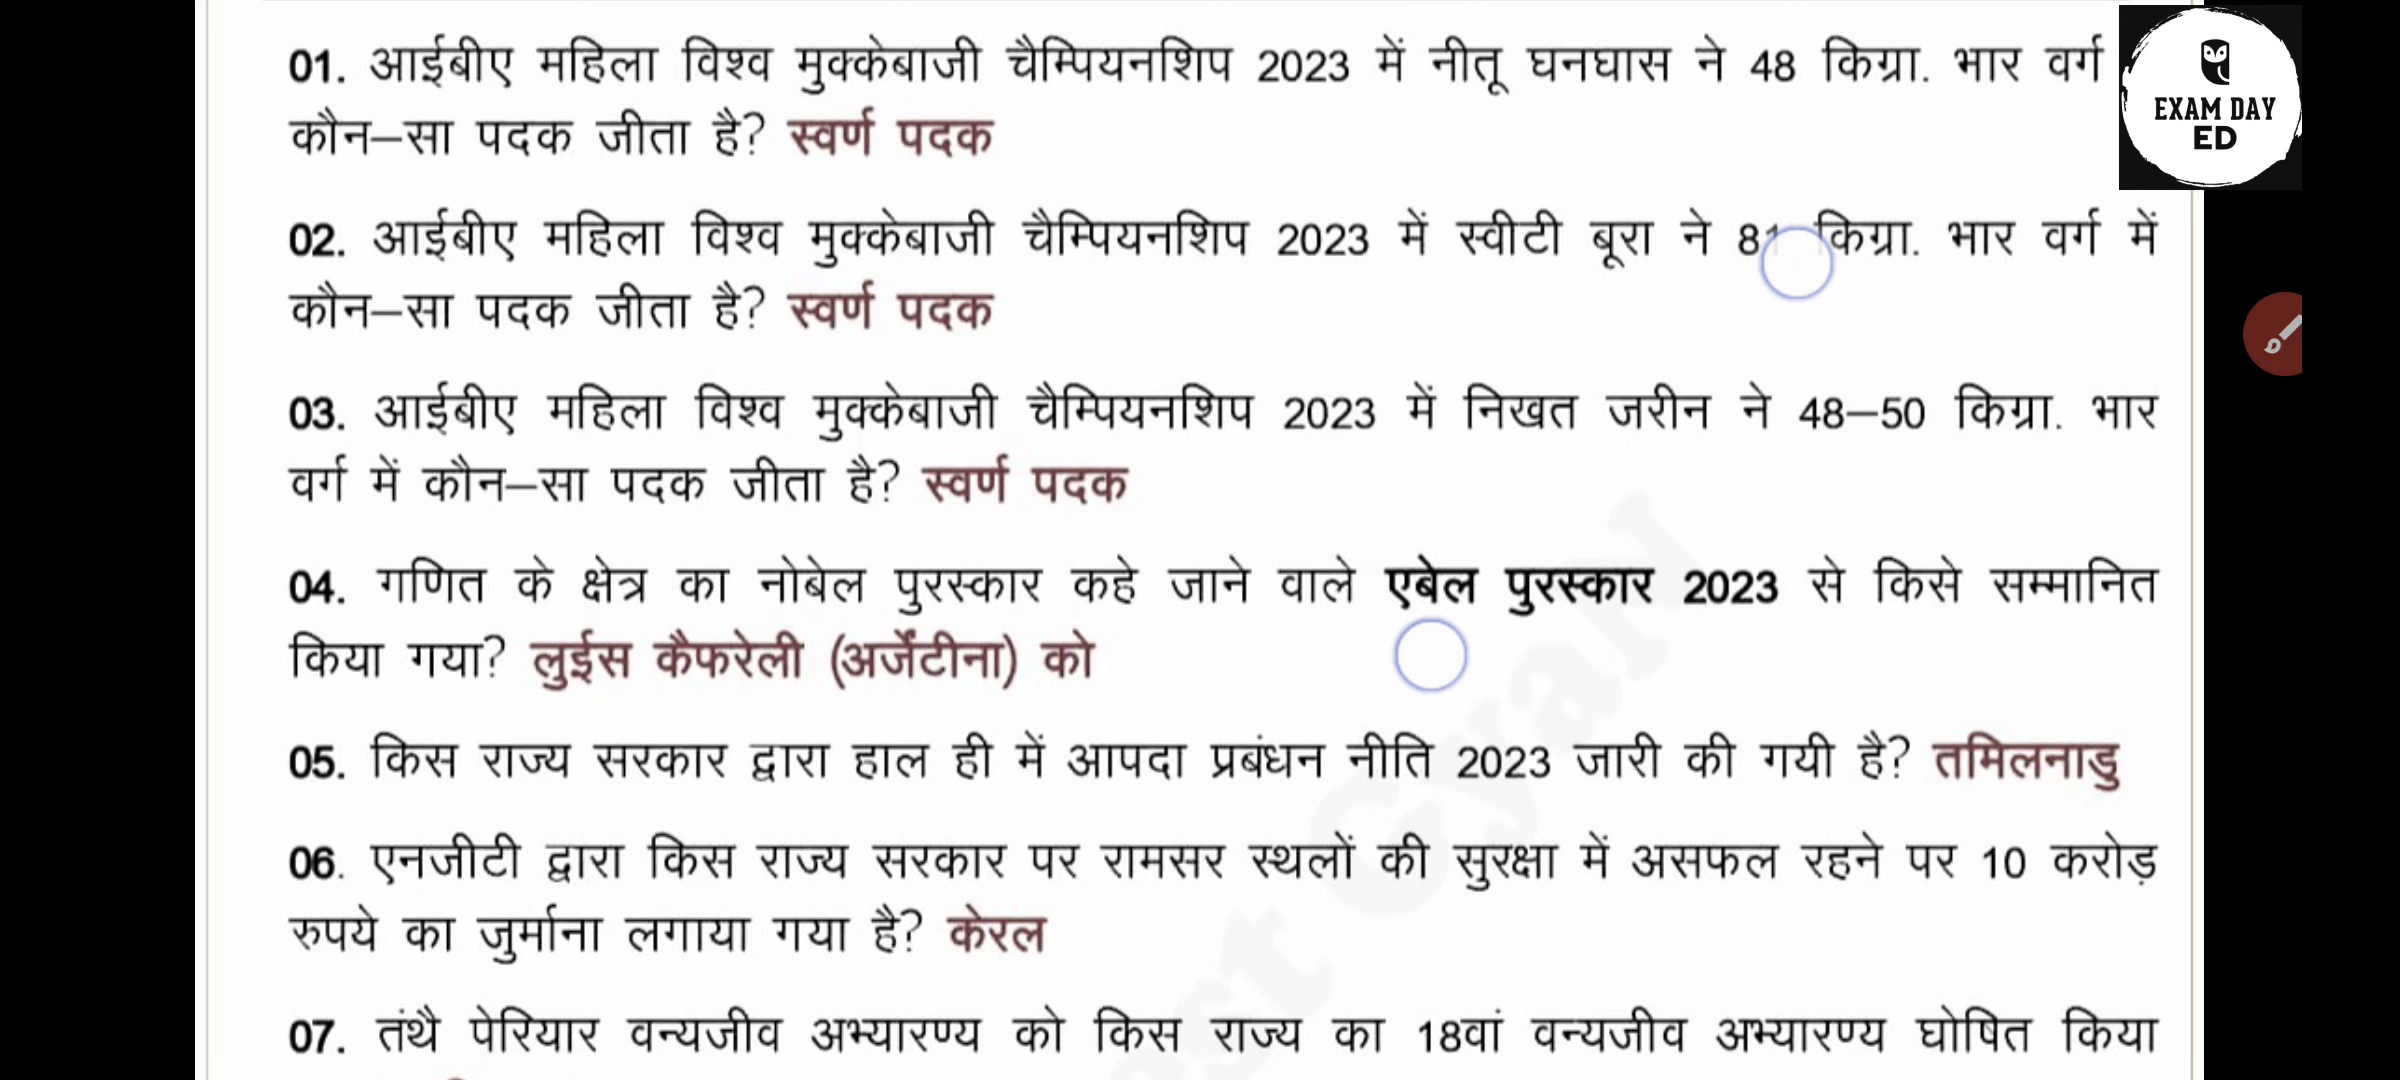 01. आईबीए महिला विश्व मुक्केबाजी चैम्पियनशिप 2023 में नीतू घनघास ने 48 किग्रा. भार वर्ग
कौन–सा पदक जीता है? स्वर्ण पदक
EXAM DAY
ED
02. आईबीए महिला विश्व मुक्केबाजी चैम्पियनशिप 2023 में स्वीटी बूरा ने 81 किग्रा. भार वर्ग में
कौन–सा पदक जीता है? स्वर्ण पदक
03. आईबीए महिला विश्व मुक्केबाजी चैम्पियनशिप 2023 में निखत जरीन ने 48–50 किग्रा. भार
वर्ग में कौन–सा पदक जीता है? स्वर्ण पदक
04. गणित के क्षेत्र का नोबेल पुरस्कार कहे जाने वाले एबेल पुरस्कार 2023 से किसे सम्मानित
किया गया? लुईस कैफरेली (अर्जेंटीना) को
05. किस राज्य सरकार द्वारा हाल ही में आपदा प्रबंधन नीति 2023 जारी की गयी है? तमिलनाडु
06. एनजीटी द्वारा किस राज्य सरकार पर रामसर स्थलों की सुरक्षा में असफल रहने पर 10 करोड़
रुपये का जुर्माना लगाया गया है? केरल
07. तंथै पेरियार वन्यजीव अभ्यारण्य को किस राज्य का 18वां वन्यजीव अभ्यारण्य घोषित किया